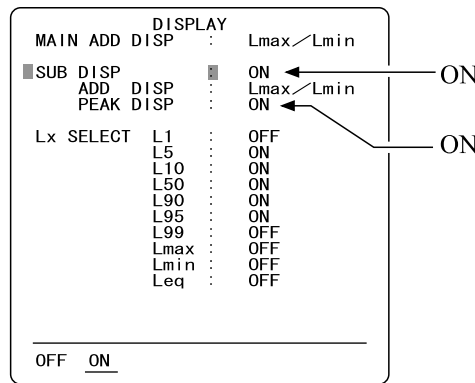 DISPLAY
MAIN ADD DISP : Lmax/Lmin
SUB DISP : ON ON
ADD DISP : Lmax/Lmin
PEAK DISP : ON ON
Lx SELECT L1 : OFF
L5 : ON
L10 : ON
L50 : ON
L90 : ON
L95 : ON
L99 : OFF
Lmax : OFF
Lmin : OFF
Leq : OFF
OFF ON